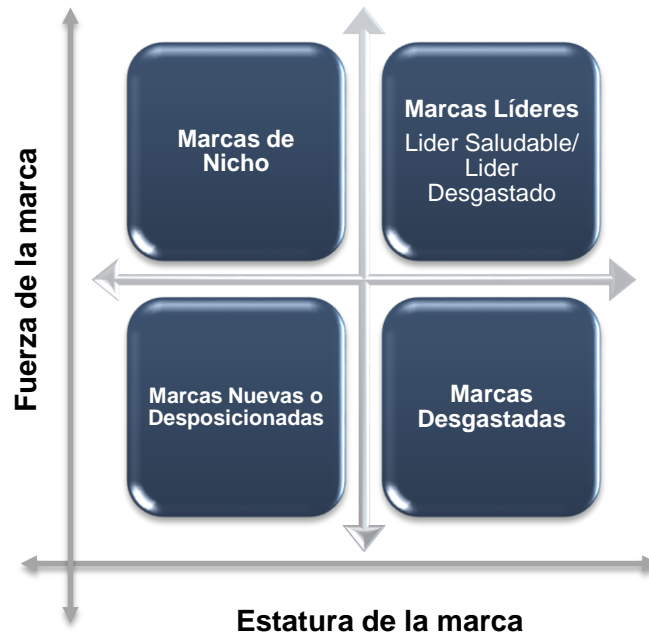 Fuerza de la marca
Marcas de
Nicho
Marcas Líderes
Lider Saludable/
Lider
Desgastado
Marcas Nuevas o
Desposicionadas
Marcas
Desgastadas
Estatura de la marca